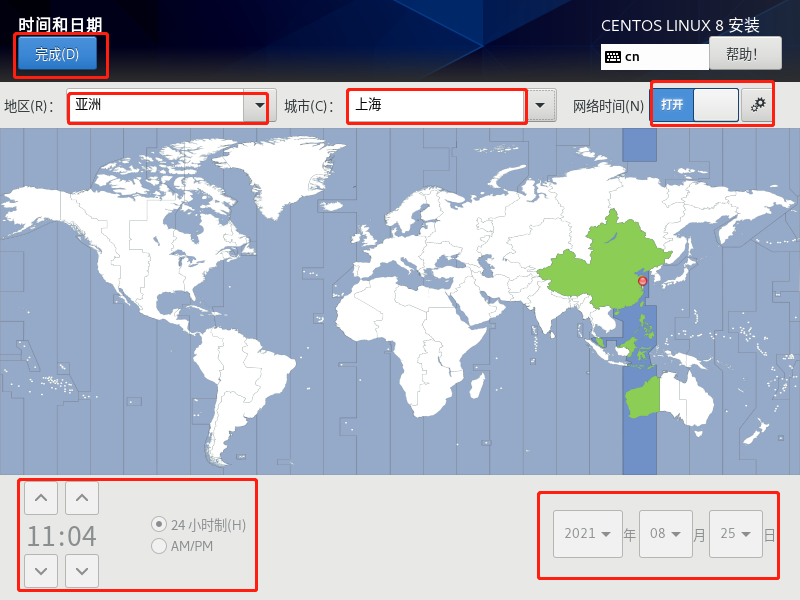 时间和日期
CENTOS LINUX 8 安装
完成(D)
cn
帮助！
地区(R)： 亚洲 城市(C)： 上海 网络时间(N) 打开
11:04
24 小时制(H)
AM/PM
2021 年 08 月 25 日